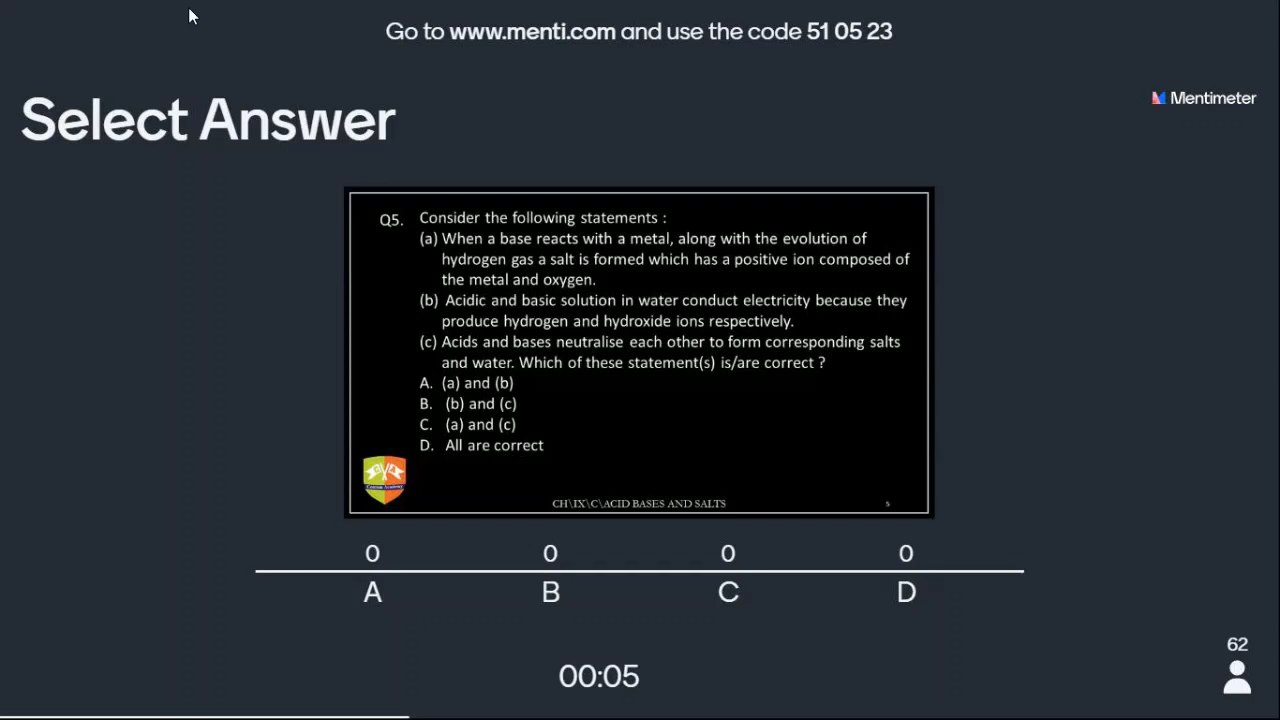 Go to www.menti.com and use the code 51 05 23
Select Answer
Mentimeter
Q5. Consider the following statements :
(a) When a base reacts with a metal, along with the evolution of
hydrogen gas a salt is formed which has a positive ion composed of
the metal and oxygen.
(b) Acidic and basic solution in water conduct electricity because they
produce hydrogen and hydroxide ions respectively.
(c) Acids and bases neutralise each other to form corresponding salts
and water. Which of these statement(s) is/are correct ?
A. (a) and (b)
B. (b) and (c)
C. (a) and (c)
D. All are correct
CH\IX\C\ACID BASES AND SALTS
5
0 0 0 0
A B C D
00:05
62